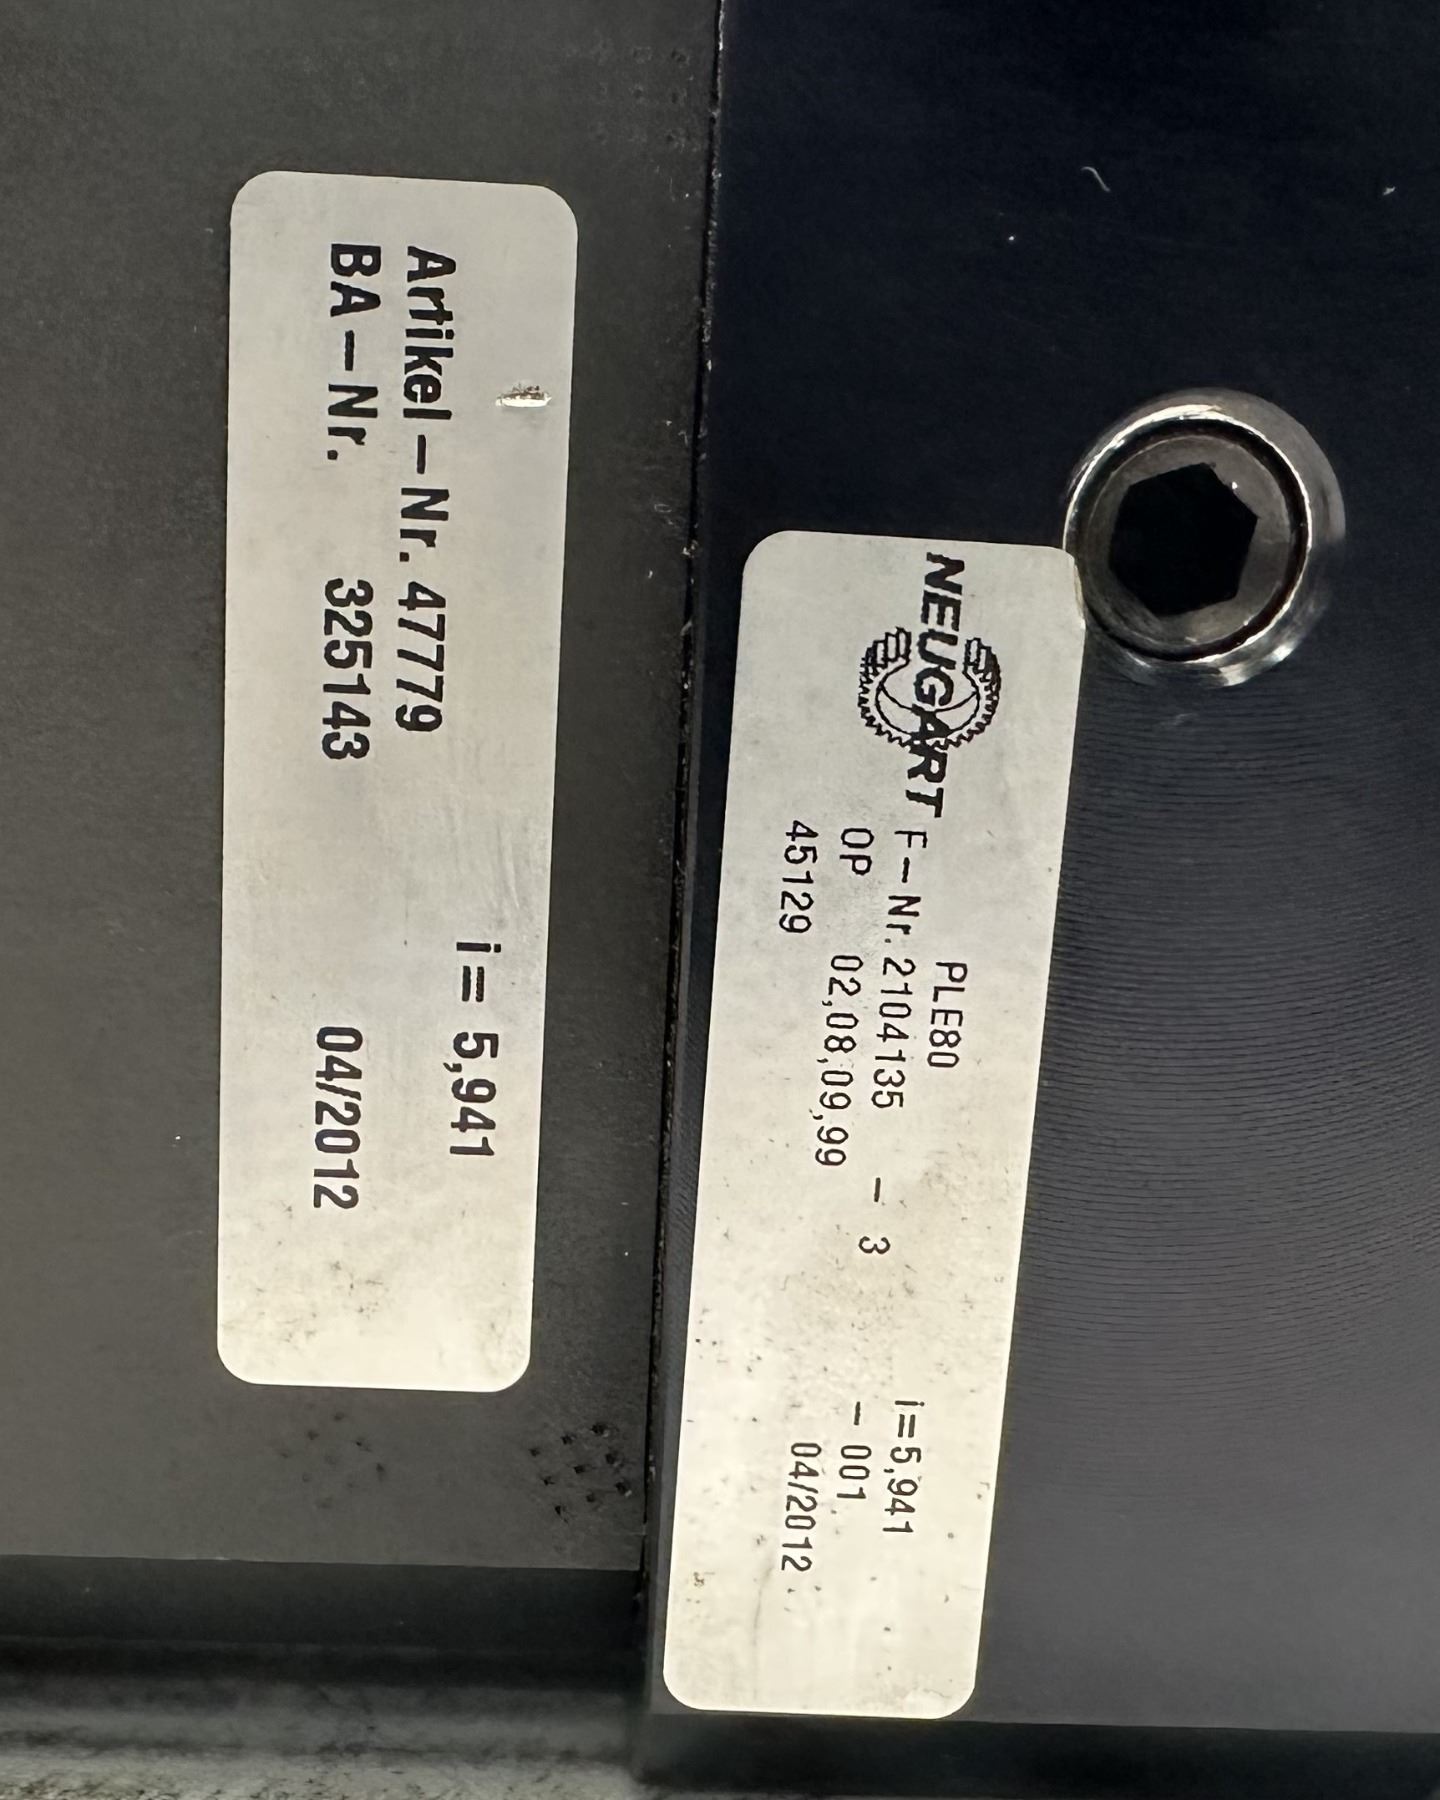 i= 5,941
Artikel-Nr. 47779
BA-Nr. 325143 04/2012
NEUGART
PLE80 i=5,941
F-Nr. 2104135 - 3 - 001
OP 02,08,09,99 04/2012
45129